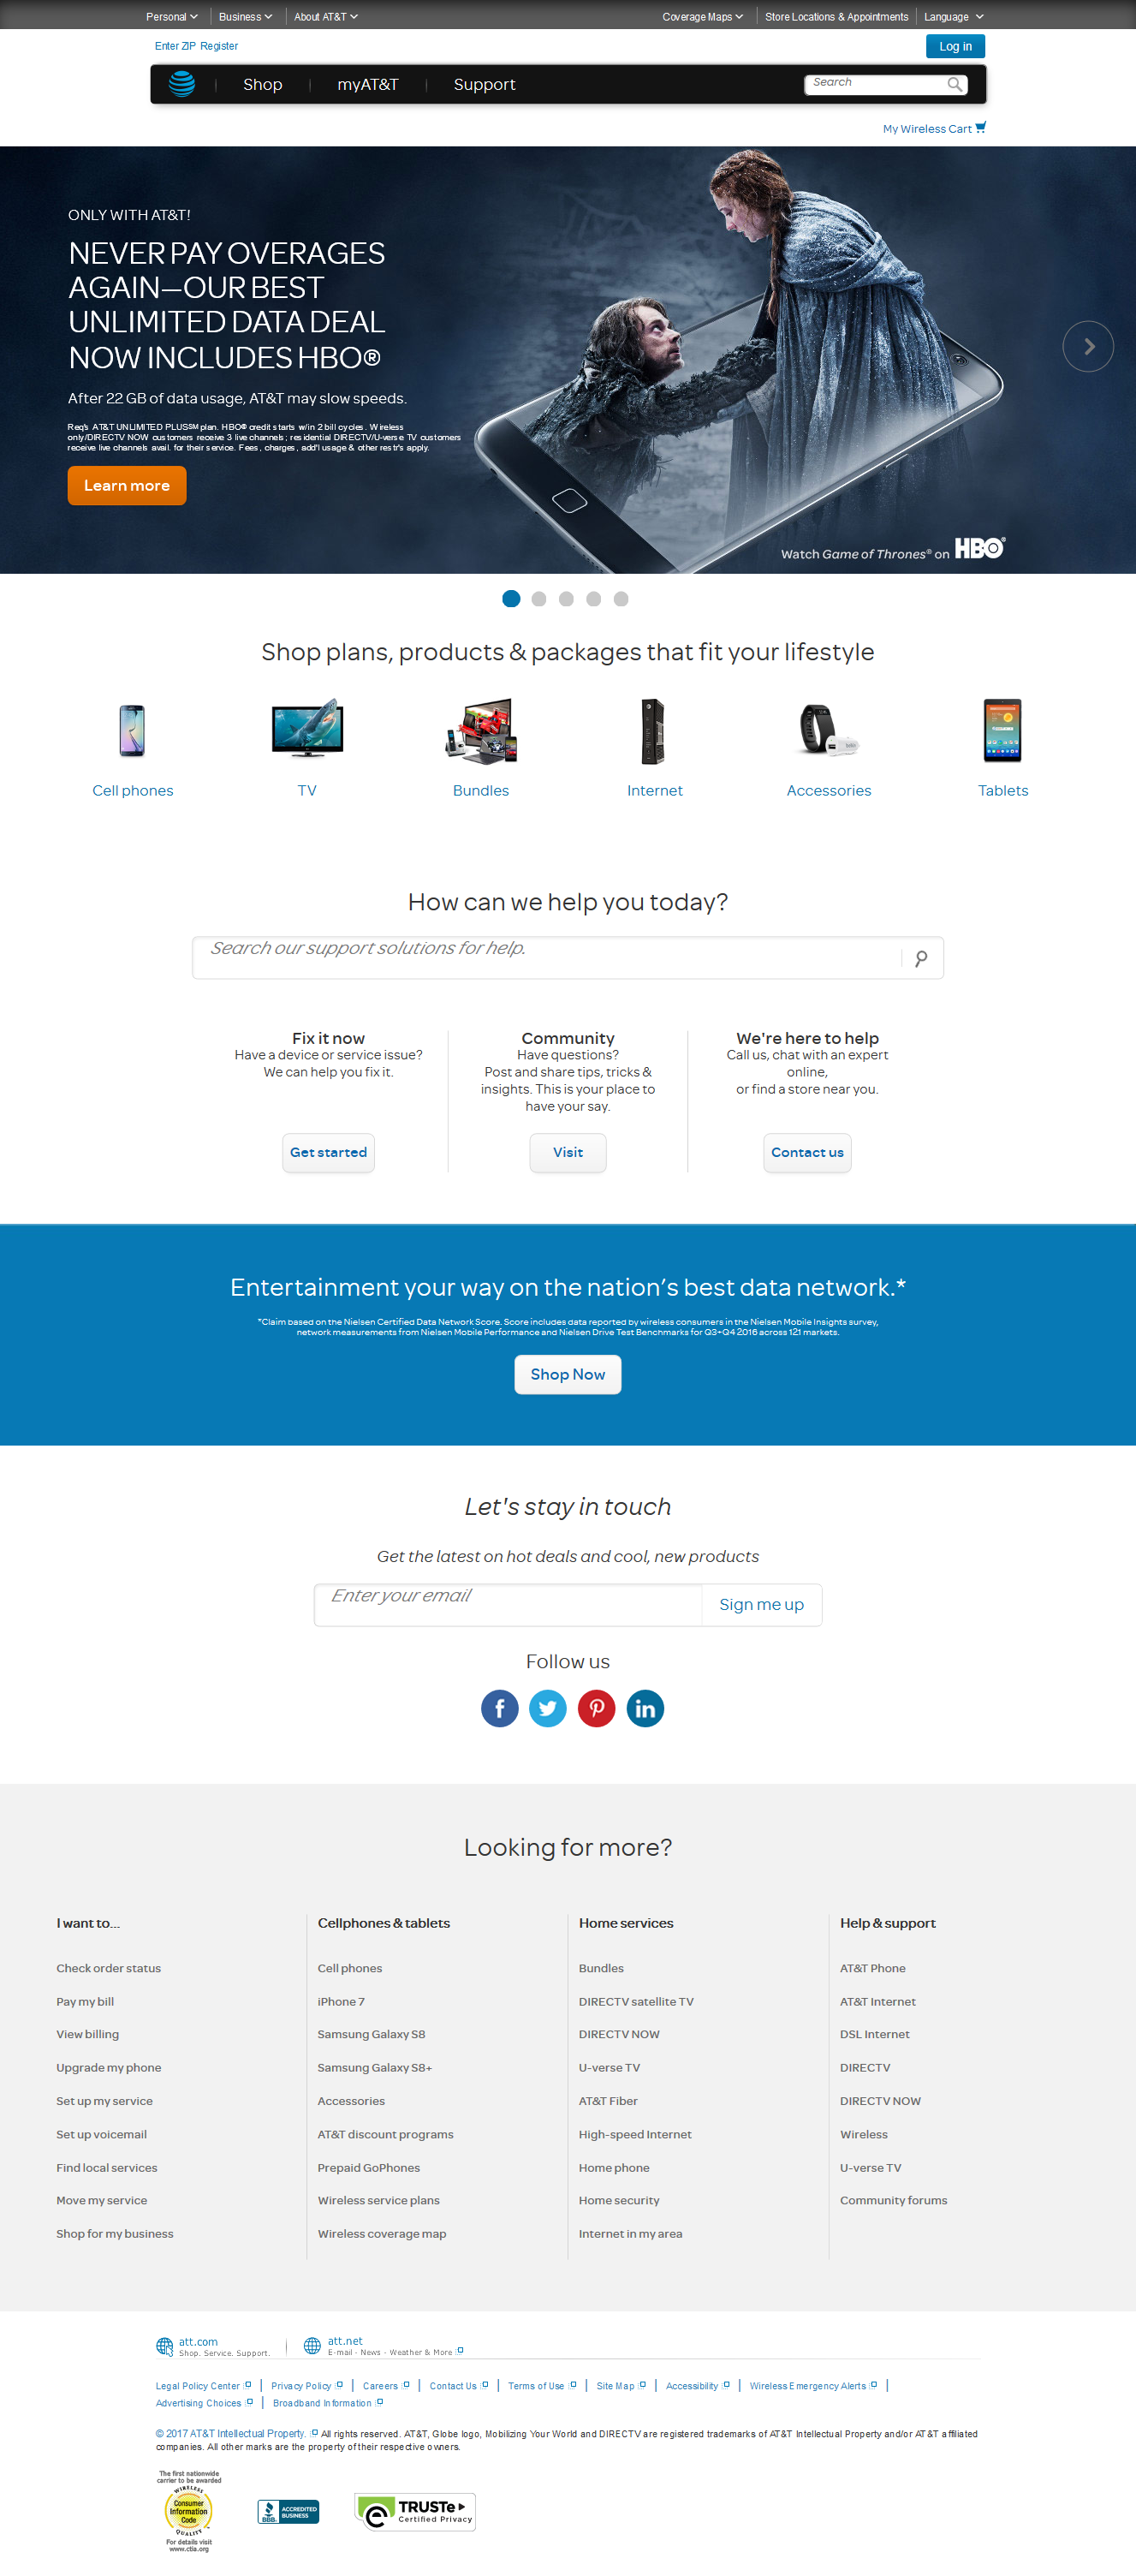 Personal Business About AT&T Coverage Maps Store Locations & Appointments Language
Enter ZIP Register Log in
Shop myAT&T Support Search
My Wireless Cart
ONLY WITH AT&T!
NEVER PAY OVERAGES
AGAIN—OUR BEST
UNLIMITED DATA DEAL
NOW INCLUDES HBO®
After 22 GB of data usage, AT&T may slow speeds.
Req's AT&T UNLIMITED PLUS℠ plan. HBO® credit starts w/in 2 bill cycles. Wireless
only/DIRECTV NOW customers receive 3 live channels; residential DIRECTV/U-verse TV customers
receive live channels avail. for their service. Fees, charges, add'l usage & other restr's apply.
Learn more
Watch Game of Thrones® on HBO®
Shop plans, products & packages that fit your lifestyle
Cell phones TV Bundles Internet Accessories Tablets
How can we help you today?
Search our support solutions for help.
Fix it now
Have a device or service issue?
We can help you fix it.
Get started
Community
Have questions?
Post and share tips, tricks &
insights. This is your place to
have your say.
Visit
We're here to help
Call us, chat with an expert
online,
or find a store near you.
Contact us
Entertainment your way on the nation’s best data network.*
*Claim based on the Nielsen Certified Data Network Score. Score includes data reported by wireless consumers in the Nielsen Mobile Insights survey,
network measurements from Nielsen Mobile Performance and Nielsen Drive Test Benchmarks for Q3+Q4 2016 across 121 markets.
Shop Now
Let's stay in touch
Get the latest on hot deals and cool, new products
Enter your email Sign me up
Follow us
Looking for more?
I want to...
Check order status
Pay my bill
View billing
Upgrade my phone
Set up my service
Set up voicemail
Find local services
Move my service
Shop for my business
Cellphones & tablets
Cell phones
iPhone 7
Samsung Galaxy S8
Samsung Galaxy S8+
Accessories
AT&T discount programs
Prepaid GoPhones
Wireless service plans
Wireless coverage map
Home services
Bundles
DIRECTV satellite TV
DIRECTV NOW
U-verse TV
AT&T Fiber
High-speed Internet
Home phone
Home security
Internet in my area
Help & support
AT&T Phone
AT&T Internet
DSL Internet
DIRECTV
DIRECTV NOW
Wireless
U-verse TV
Community forums
att.com
Shop. Service. Support.
att.net
E-mail - News - Weather & More
Legal Policy Center | Privacy Policy | Careers | Contact Us | Terms of Use | Site Map | Accessibility | Wireless Emergency Alerts |
Advertising Choices | Broadband Information
© 2017 AT&T Intellectual Property. All rights reserved. AT&T, Globe logo, Mobilizing Your World and DIRECTV are registered trademarks of AT&T Intellectual Property and/or AT&T affiliated
companies. All other marks are the property of their respective owners.
The first nationwide
carrier to be awarded
WIRELESS
Consumer
Information
Code
QUALITY
For details visit
www.ctia.org
BBB. ACCREDITED
BUSINESS
TRUSTe
Certified Privacy